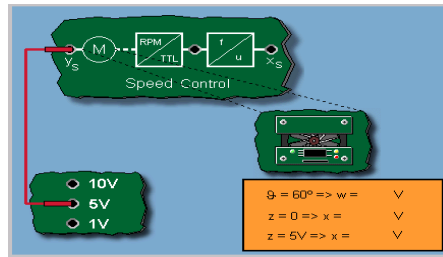 RPM
M
TTL
f
u
yS
xS
Speed Control
10V
5V
1V
ϑ = 60° => w = V
z = 0 => x = V
z = 5V => x = V